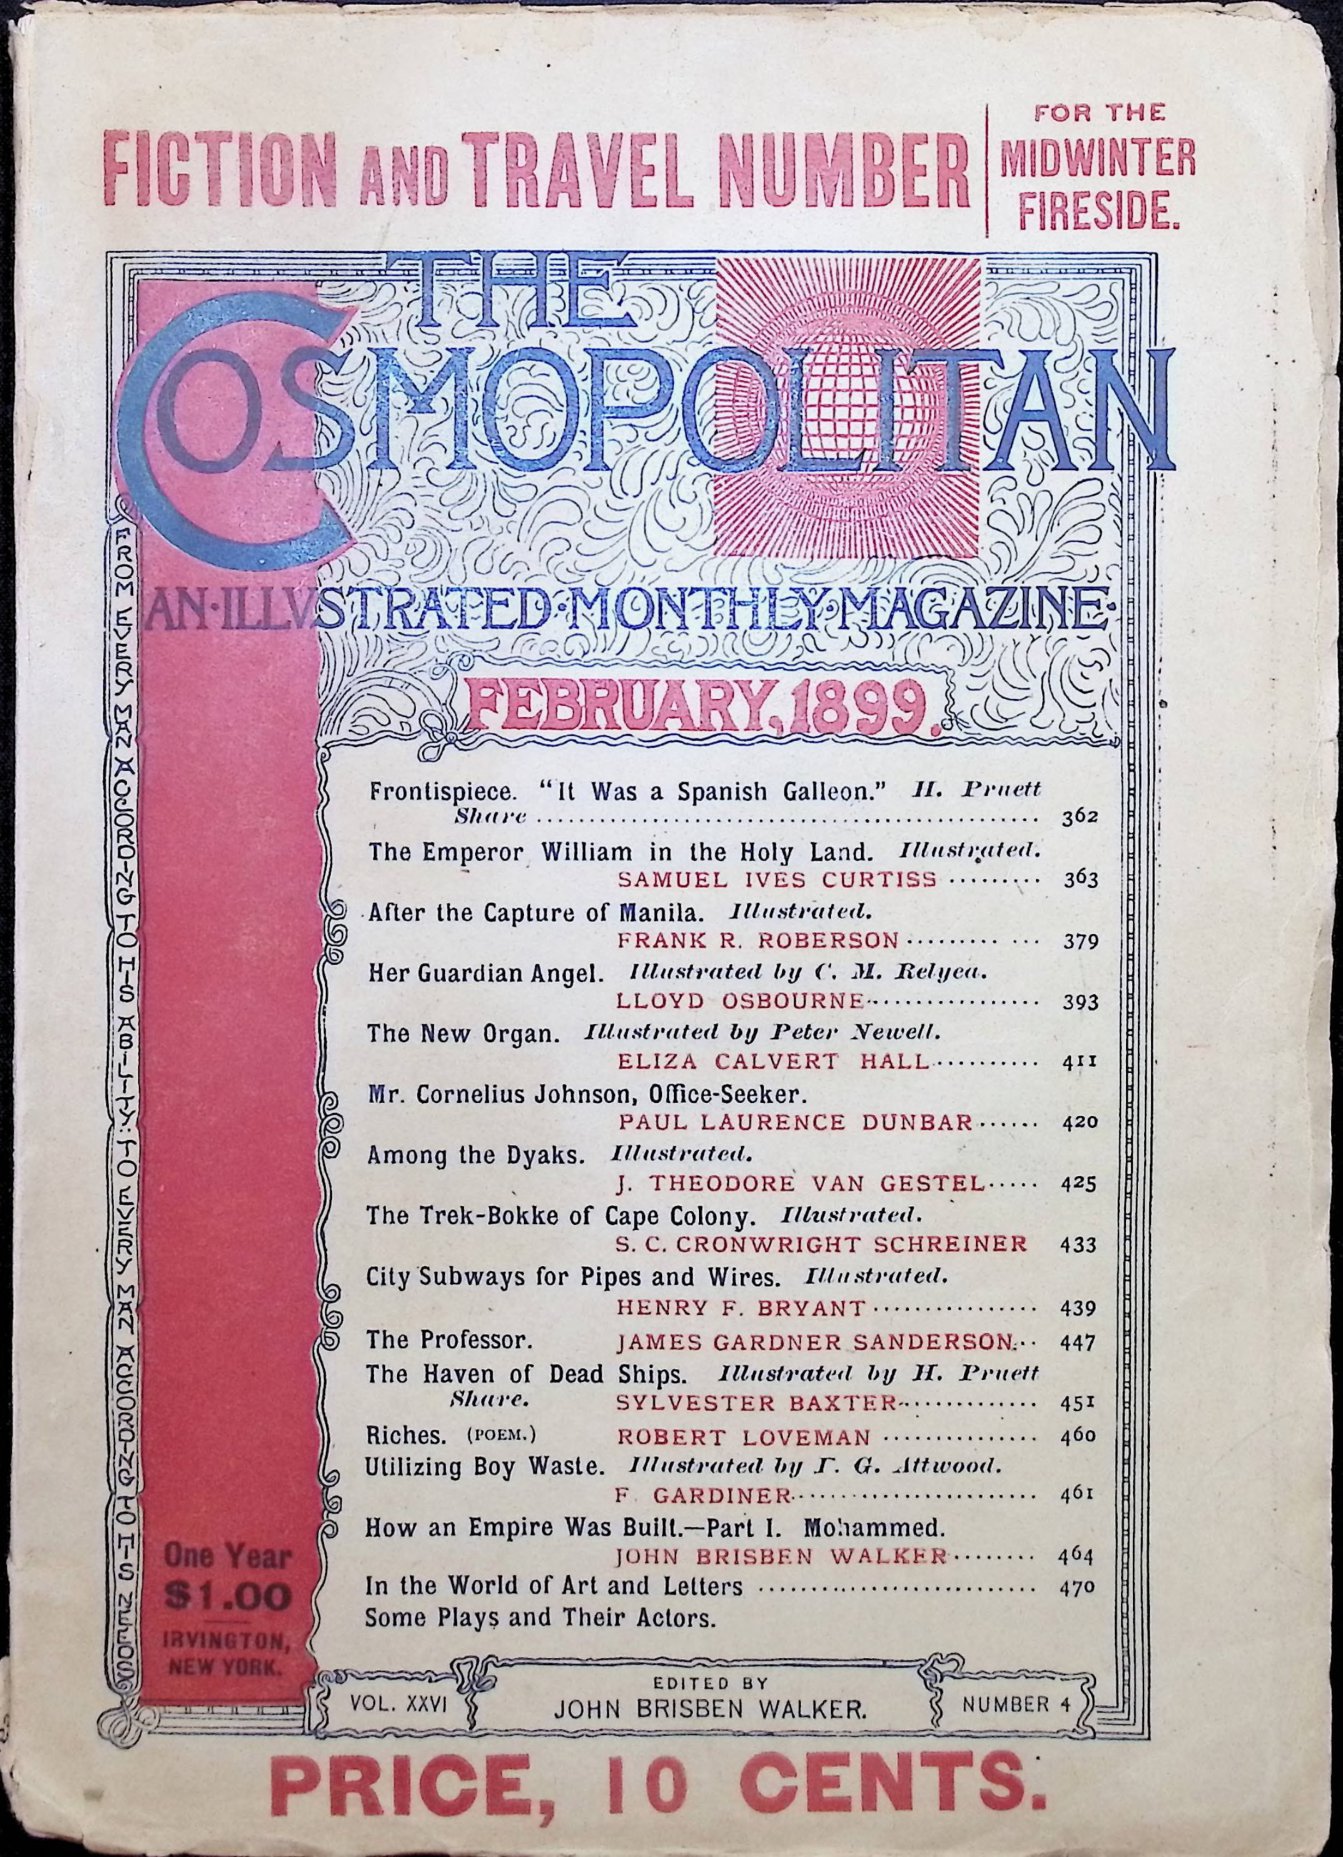 FICTION AND TRAVEL NUMBER
FOR THE
MIDWINTER
FIRESIDE.
THE
COSMOPOLITAN
AN·ILLVSTRATED·MONTHLY·MAGAZINE·
FEBRUARY, 1899.
FROM EVERY MAN ACCORDING TO HIS ABILITY: TO EVERY MAN ACCORDING TO HIS NEEDS
Frontispiece. "It Was a Spanish Galleon." H. Pruett
Share ........ 362
The Emperor William in the Holy Land. Illustrated.
SAMUEL IVES CURTISS ........ 363
After the Capture of Manila. Illustrated.
FRANK R. ROBERSON ........ 379
Her Guardian Angel. Illustrated by C. M. Relyea.
LLOYD OSBOURNE ........ 393
The New Organ. Illustrated by Peter Newell.
ELIZA CALVERT HALL ........ 411
Mr. Cornelius Johnson, Office-Seeker.
PAUL LAURENCE DUNBAR ...... 420
Among the Dyaks. Illustrated.
J. THEODORE VAN GESTEL ..... 425
The Trek-Bokke of Cape Colony. Illustrated.
S. C. CRONWRIGHT SCHREINER 433
City Subways for Pipes and Wires. Illustrated.
HENRY F. BRYANT ........ 439
The Professor. JAMES GARDNER SANDERSON ... 447
The Haven of Dead Ships. Illustrated by H. Pruett
Share. SYLVESTER BAXTER ........ 451
Riches. (POEM.) ROBERT LOVEMAN ........ 460
Utilizing Boy Waste. Illustrated by F. G. Attwood.
F. GARDINER ........ 461
How an Empire Was Built.—Part I. Mohammed.
JOHN BRISBEN WALKER ........ 464
In the World of Art and Letters ........ 470
Some Plays and Their Actors.
One Year
$1.00
IRVINGTON,
NEW YORK.
VOL. XXVI
EDITED BY
JOHN BRISBEN WALKER.
NUMBER 4
PRICE, 10 CENTS.